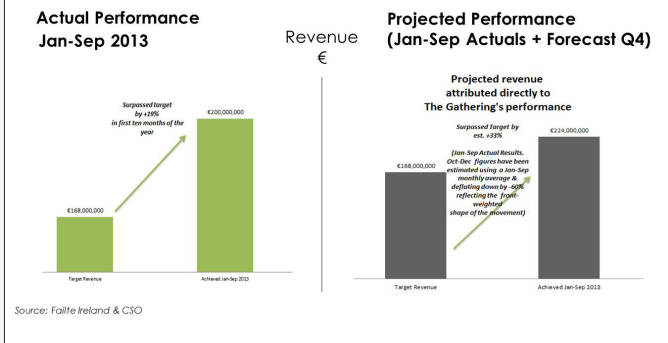 Actual Performance
Jan-Sep 2013
Revenue
€
Projected Performance
(Jan-Sep Actuals + Forecast Q4)
Surpassed target
by +19%
in first ten months of the
year
€200,000,000
€168,000,000
Target Revenue
Achieved Jan-Sep 2013
Projected revenue
attributed directly to
The Gathering's performance
Surpassed Target by
est. +33%
€224,000,000
€168,000,000
(Jan-Sep Actual Results.
Oct-Dec figures have been
estimated using a Jan-Sep
monthly average &
deflating down by -60%
reflecting the front-
weighted
shape of the movement)
Target Revenue
Achieved Jan-Sep 2013
Source: Failte Ireland & CSO